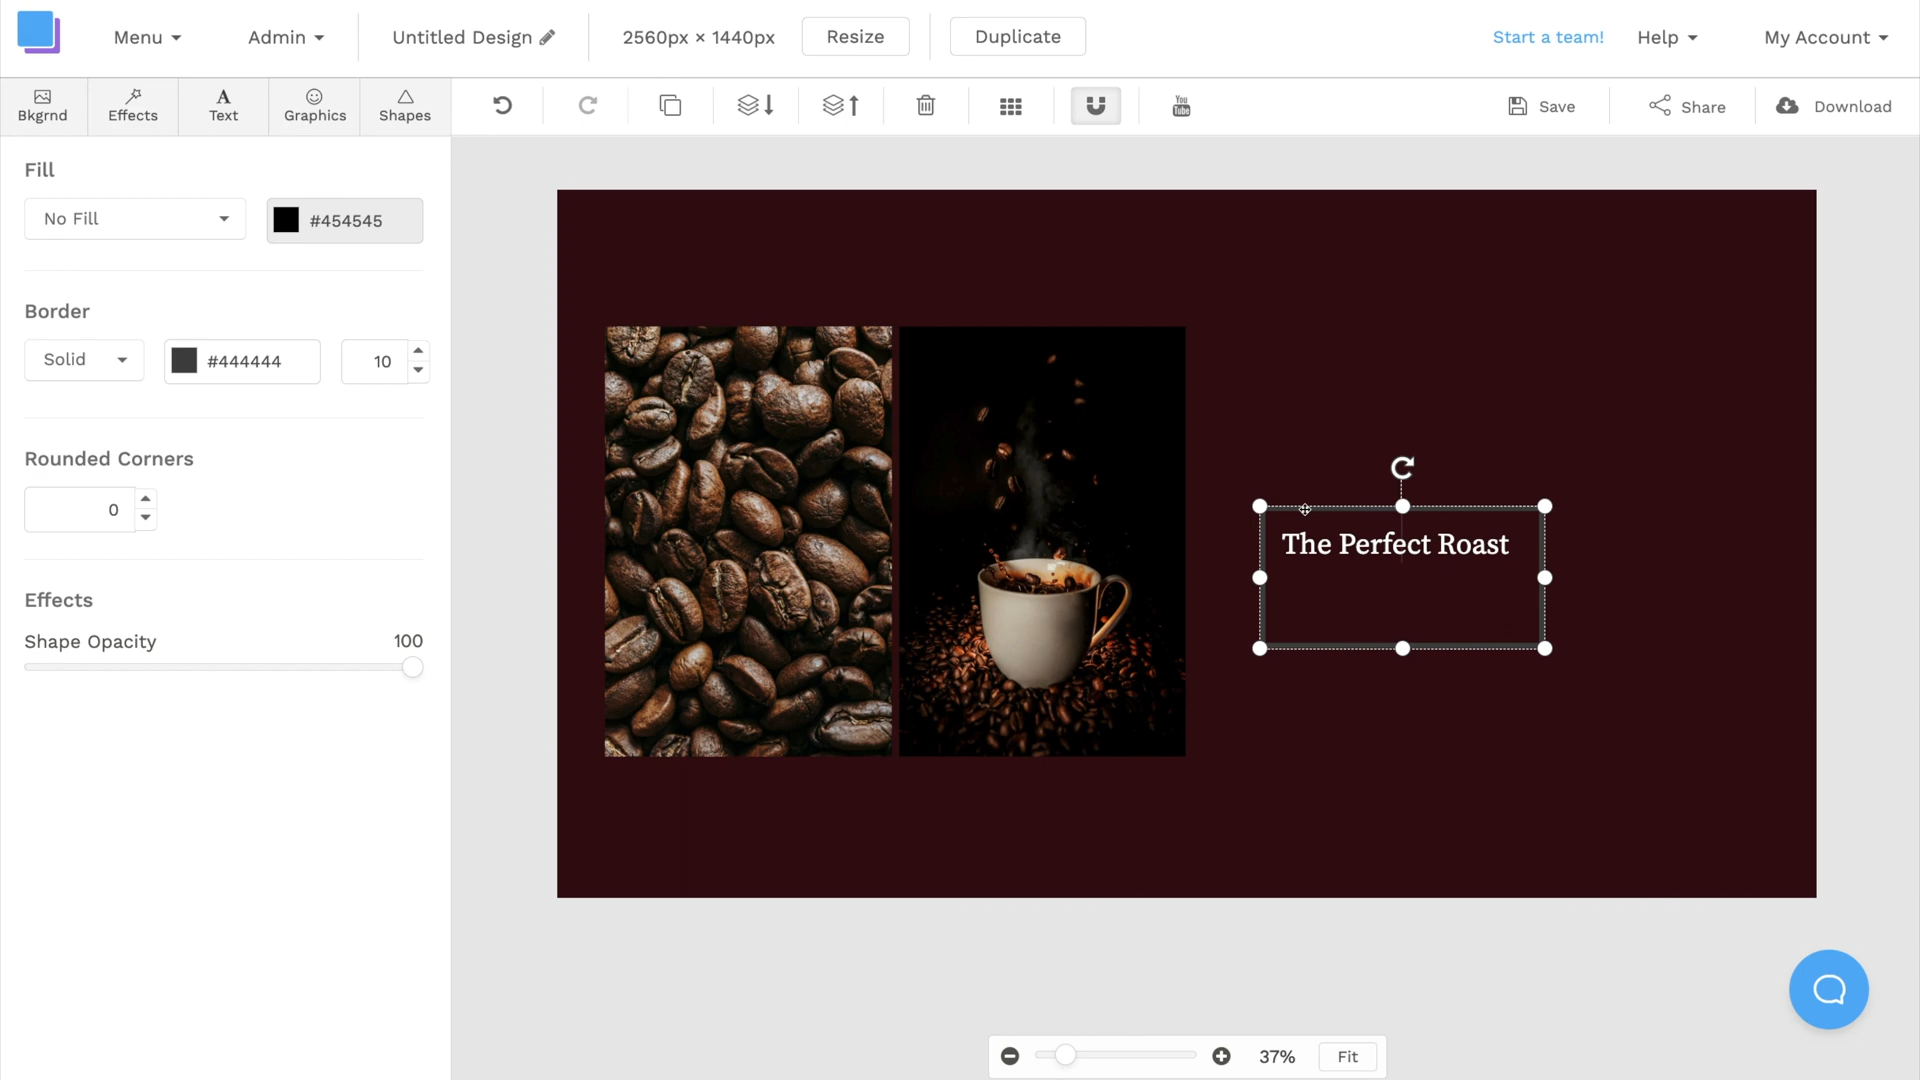 Menu
Admin
Untitled Design
2560px × 1440px
Resize
Duplicate
Start a team!
Help
My Account
Bkgrnd
Effects
Text
Graphics
Shapes
You
Tube
Save
Share
Download
Fill
No Fill
#454545
Border
Solid
#444444
10
Rounded Corners
0
Effects
Shape Opacity
100
The Perfect Roast
37%
Fit